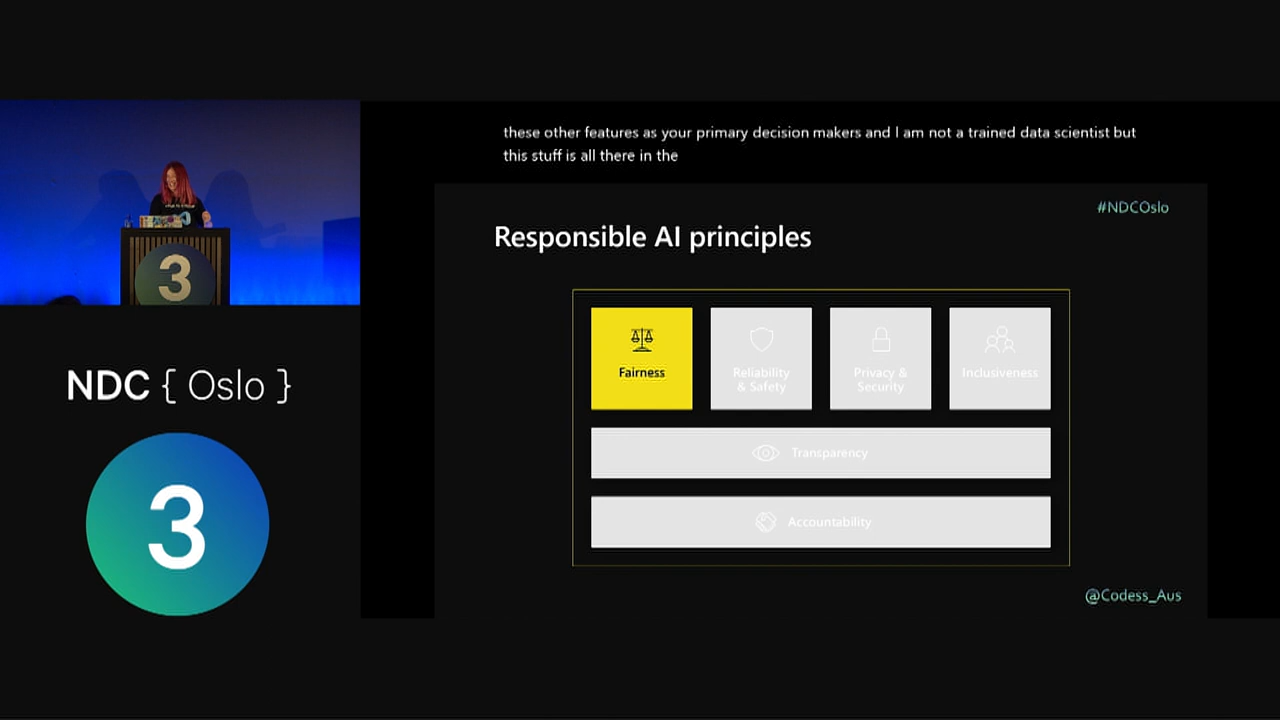 these other features as your primary decision makers and I am not a trained data scientist but
this stuff is all there in the
#NDCOslo
Responsible AI principles
Fairness
Reliability
& Safety
Privacy &
Security
Inclusiveness
Transparency
Accountability
@Codess_Aus
3
NDC { Oslo }
3